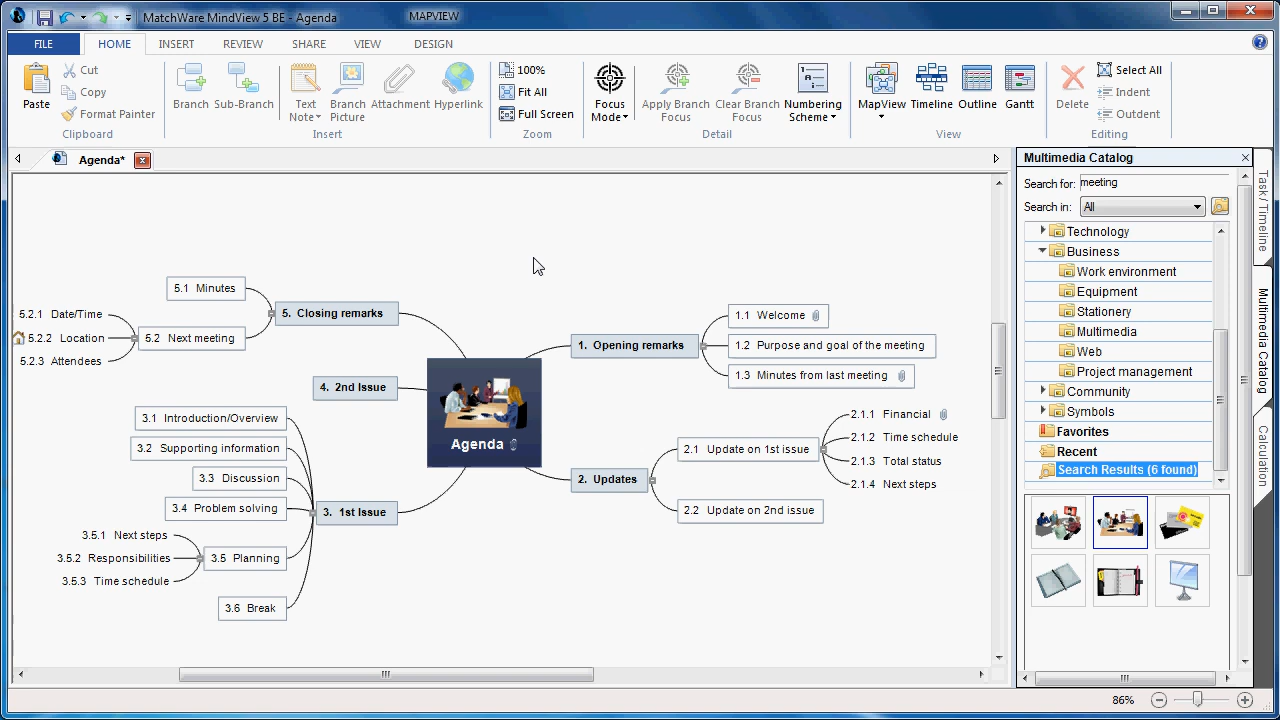 MatchWare MindView 5 BE - Agenda
MAPVIEW
FILE
HOME
INSERT
REVIEW
SHARE
VIEW
DESIGN
Paste
Cut
Copy
Format Painter
Clipboard
Branch
Sub-Branch
Text Note
Branch Picture
Attachment
Hyperlink
Insert
100%
Fit All
Full Screen
Zoom
Focus Mode
Apply Branch Focus
Clear Branch Focus
Numbering Scheme
Detail
MapView
Timeline
Outline
Gantt
View
Delete
Select All
Indent
Outdent
Editing
Agenda*
5.1 Minutes
5. Closing remarks
5.2.1 Date/Time
5.2.2 Location
5.2.3 Attendees
5.2 Next meeting
4. 2nd Issue
3.1 Introduction/Overview
3.2 Supporting information
3.3 Discussion
3.4 Problem solving
3. 1st Issue
3.5.1 Next steps
3.5.2 Responsibilities
3.5.3 Time schedule
3.5 Planning
3.6 Break
Agenda
1. Opening remarks
1.1 Welcome
1.2 Purpose and goal of the meeting
1.3 Minutes from last meeting
2. Updates
2.1 Update on 1st issue
2.1.1 Financial
2.1.2 Time schedule
2.1.3 Total status
2.1.4 Next steps
2.2 Update on 2nd issue
Multimedia Catalog
Search for:
meeting
Search in:
All
Technology
Business
Work environment
Equipment
Stationery
Multimedia
Web
Project management
Community
Symbols
Favorites
Recent
Search Results (6 found)
Task / Timeline
Multimedia Catalog
Calculation
86%